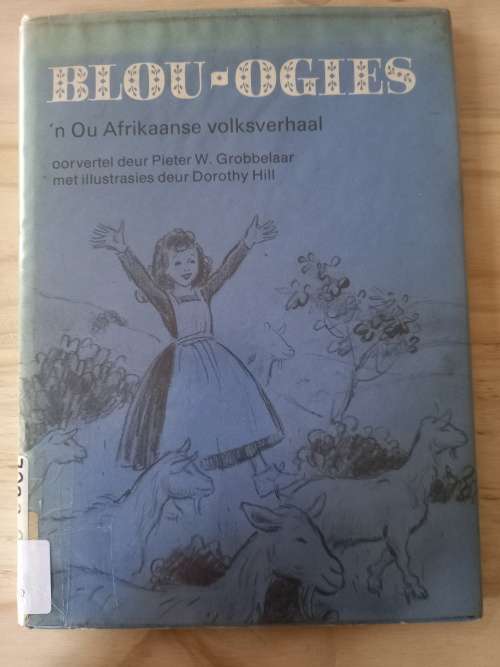 BLOU-OGIES
'n Ou Afrikaanse volksverhaal
oorvertel deur Pieter W. Grobbelaar
met illustrasies deur Dorothy Hill